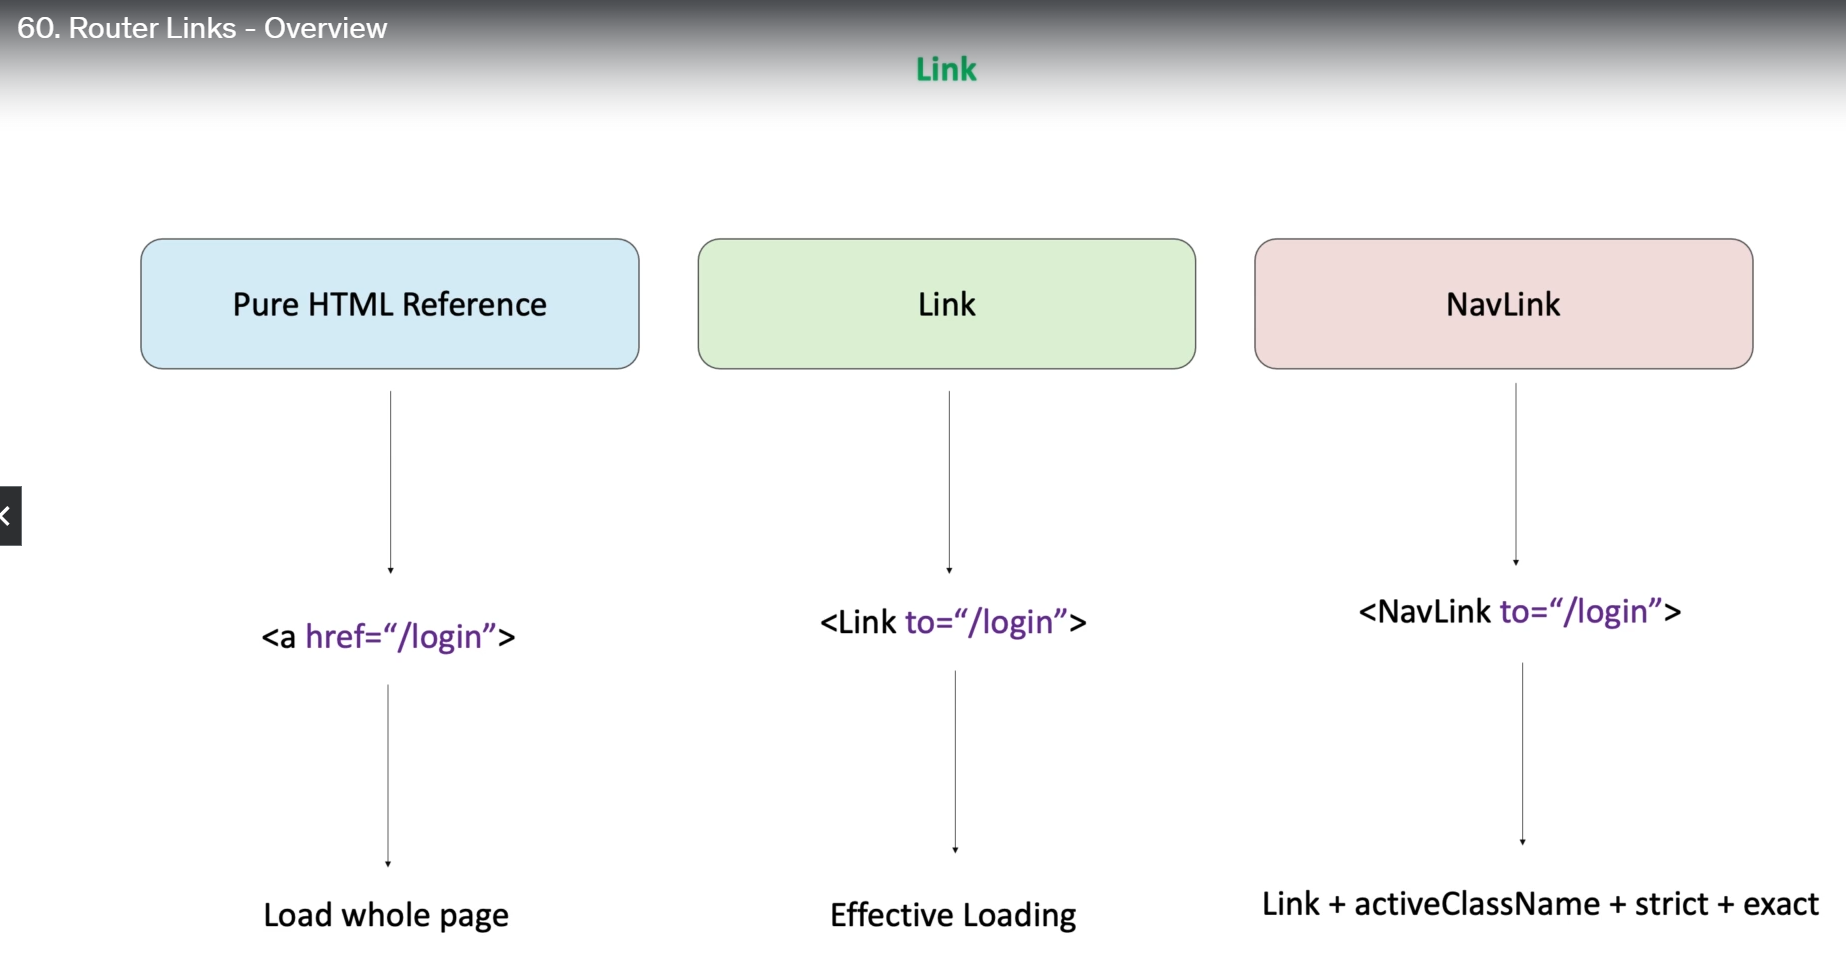 60. Router Links - Overview
Link
Pure HTML Reference
Link
NavLink
<a href=“/login”>
<Link to=“/login”>
<NavLink to=“/login”>
Load whole page
Effective Loading
Link + activeClassName + strict + exact